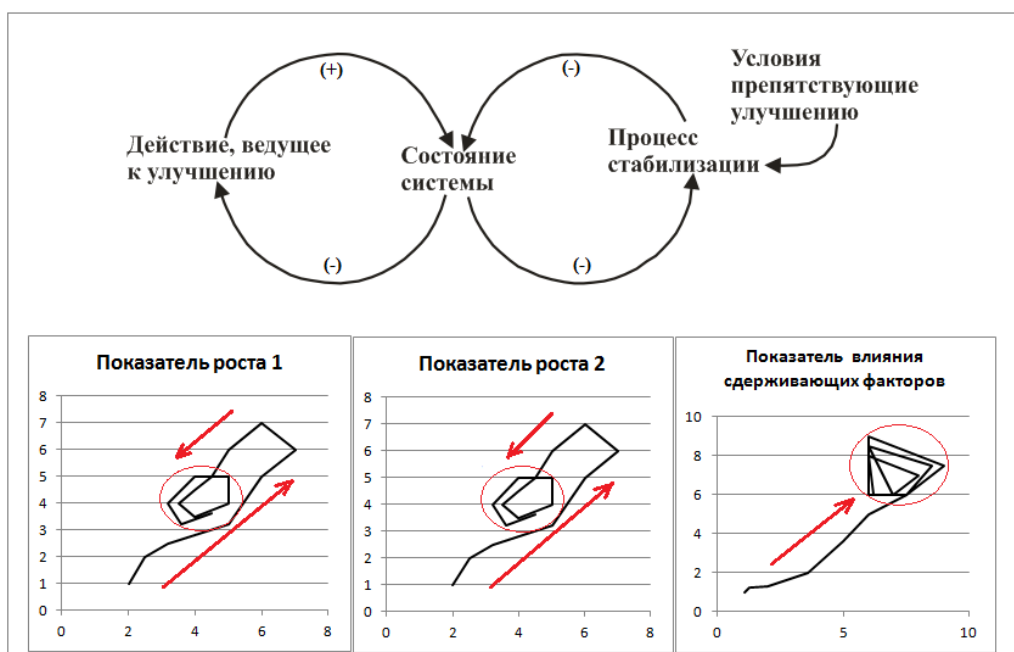 (+)
(-)
Условия
препятствующие
улучшению
Действие, ведущее
к улучшению
Состояние
системы
Процесс
стабилизации
(-)
(-)
Показатель роста 1
8
7
6
5
4
3
2
1
0
0 2 4 6 8
Показатель роста 2
8
7
6
5
4
3
2
1
0
0 2 4 6 8
Показатель влияния
сдерживающих факторов
10
8
6
4
2
0
0 5 10